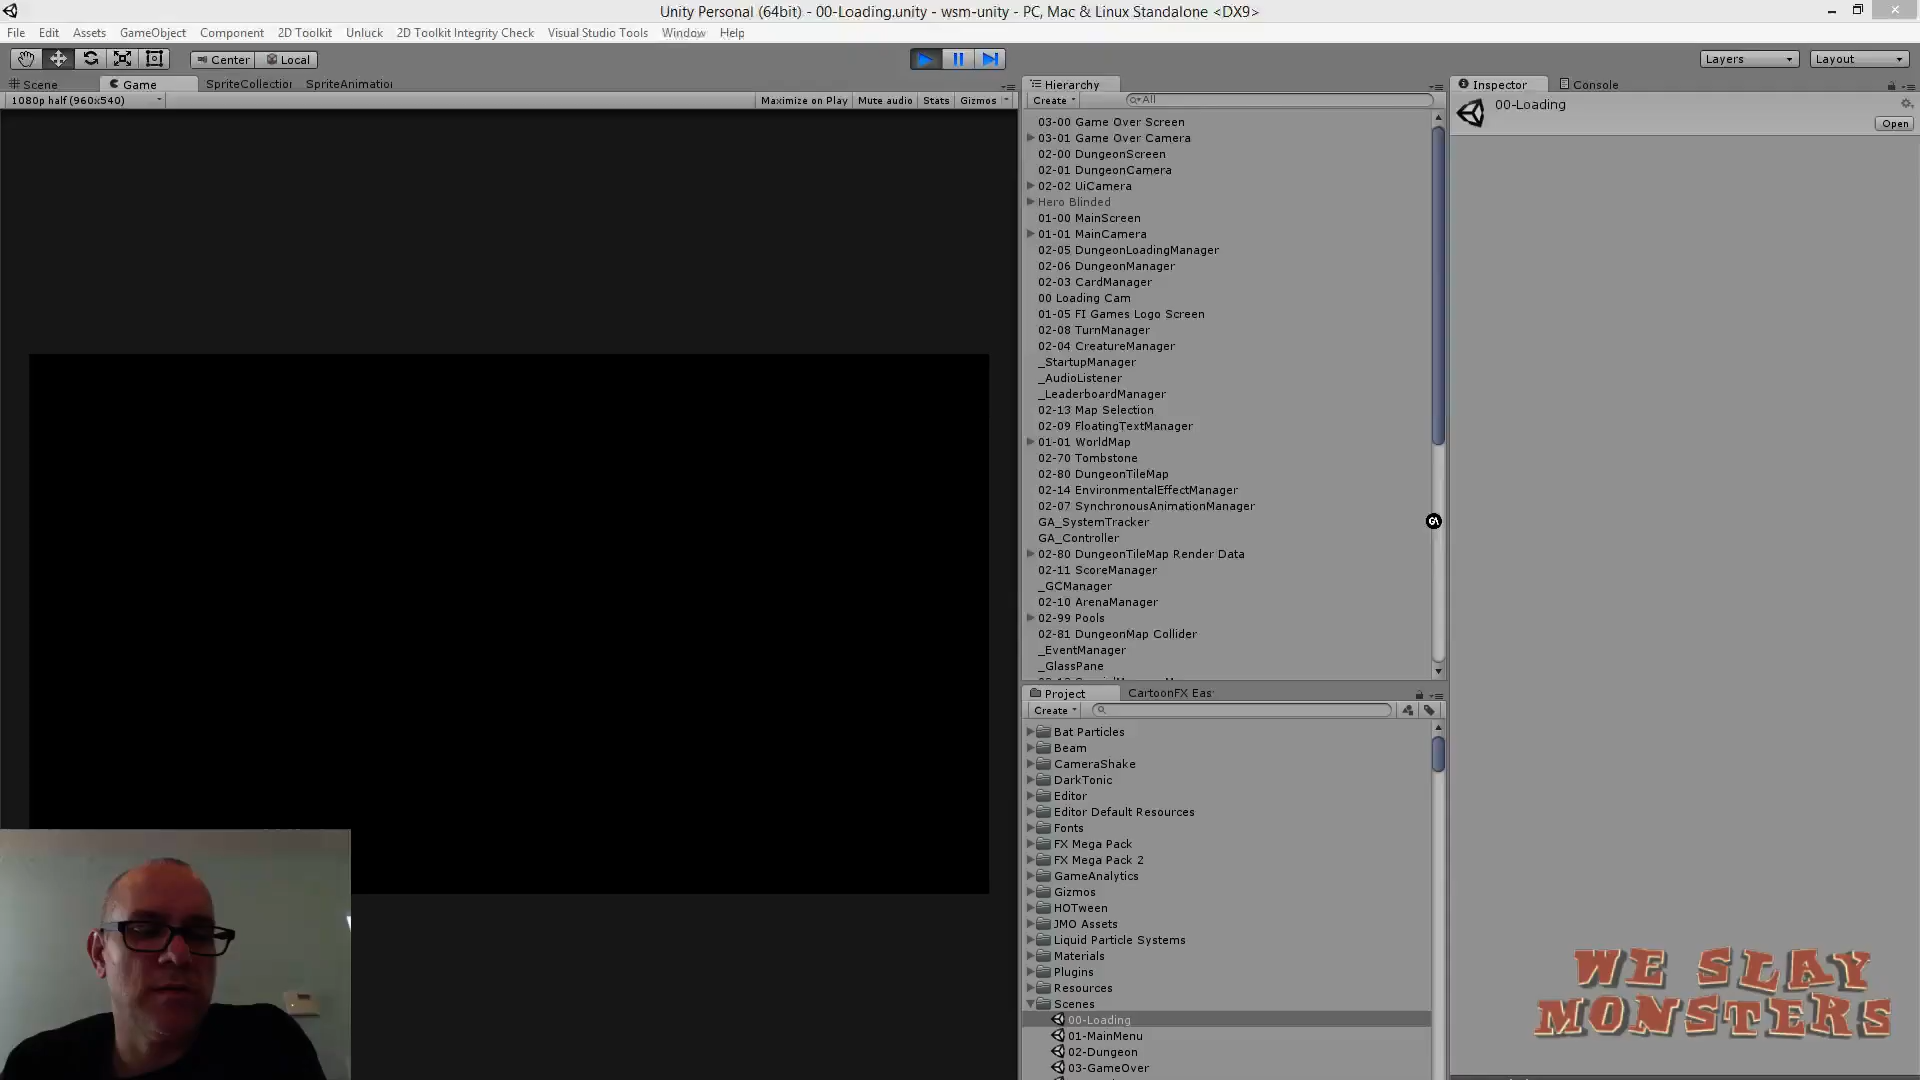 Unity Personal (64bit) - 00-Loading.unity - wsm-unity - PC, Mac & Linux Standalone <DX9>
File Edit Assets GameObject Component 2D Toolkit Unluck 2D Toolkit Integrity Check Visual Studio Tools Window Help
Center Local Layers Layout
Scene Game SpriteCollectio SpriteAnimatio
1080p half (960x540) Maximize on Play Mute audio Stats Gizmos
Hierarchy
Create All
03-00 Game Over Screen
03-01 Game Over Camera
02-00 DungeonScreen
02-01 DungeonCamera
02-02 UiCamera
Hero Blinded
01-00 MainScreen
01-01 MainCamera
02-05 DungeonLoadingManager
02-06 DungeonManager
02-03 CardManager
00 Loading Cam
01-05 FI Games Logo Screen
02-08 TurnManager
02-04 CreatureManager
_StartupManager
_AudioListener
_LeaderboardManager
02-13 Map Selection
02-09 FloatingTextManager
01-01 WorldMap
02-70 Tombstone
02-80 DungeonTileMap
02-14 EnvironmentalEffectManager
02-07 SynchronousAnimationManager
GA_SystemTracker
GA
GA_Controller
02-80 DungeonTileMap Render Data
02-11 ScoreManager
_GCManager
02-10 ArenaManager
02-99 Pools
02-81 DungeonMap Collider
_EventManager
_GlassPane
Project CartoonFX Eas
Create
Bat Particles
Beam
CameraShake
DarkTonic
Editor
Editor Default Resources
Fonts
FX Mega Pack
FX Mega Pack 2
GameAnalytics
Gizmos
HOTween
JMO Assets
Liquid Particle Systems
Materials
Plugins
Resources
Scenes
00-Loading
01-MainMenu
02-Dungeon
03-GameOver
Inspector Console
00-Loading
Open
WE SLAY
MONSTERS